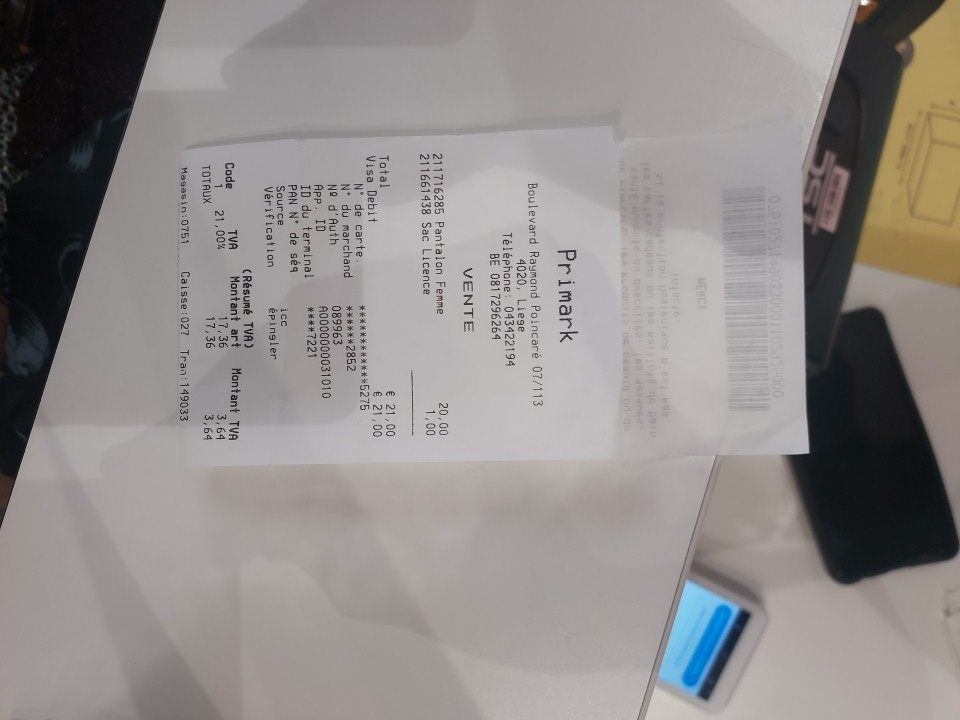 Primark
Boulevard Raymond Poincaré 07/113
4020, Liege
Téléphone: 043422194
BE 0817296264
VENTE
211716285 Pantalon Femme 20,00
211661438 Sac Licence 1,00
Total € 21,00
Visa Debit € 21,00
N° de carte. ************5275
N° du marchand ******2852
Nº d'Auth 089963
App. ID A0000000031010
ID du terminal ****7221
PAN N° de séq
Source icc
Vérification épingler
(Résumé TVA)
Code TVA Montant art Montant TVA
1 21,00% 17,36 3,64
TOTAUX 17,36 3,64
Magasin:0751 Caisse:027 Tran:149033